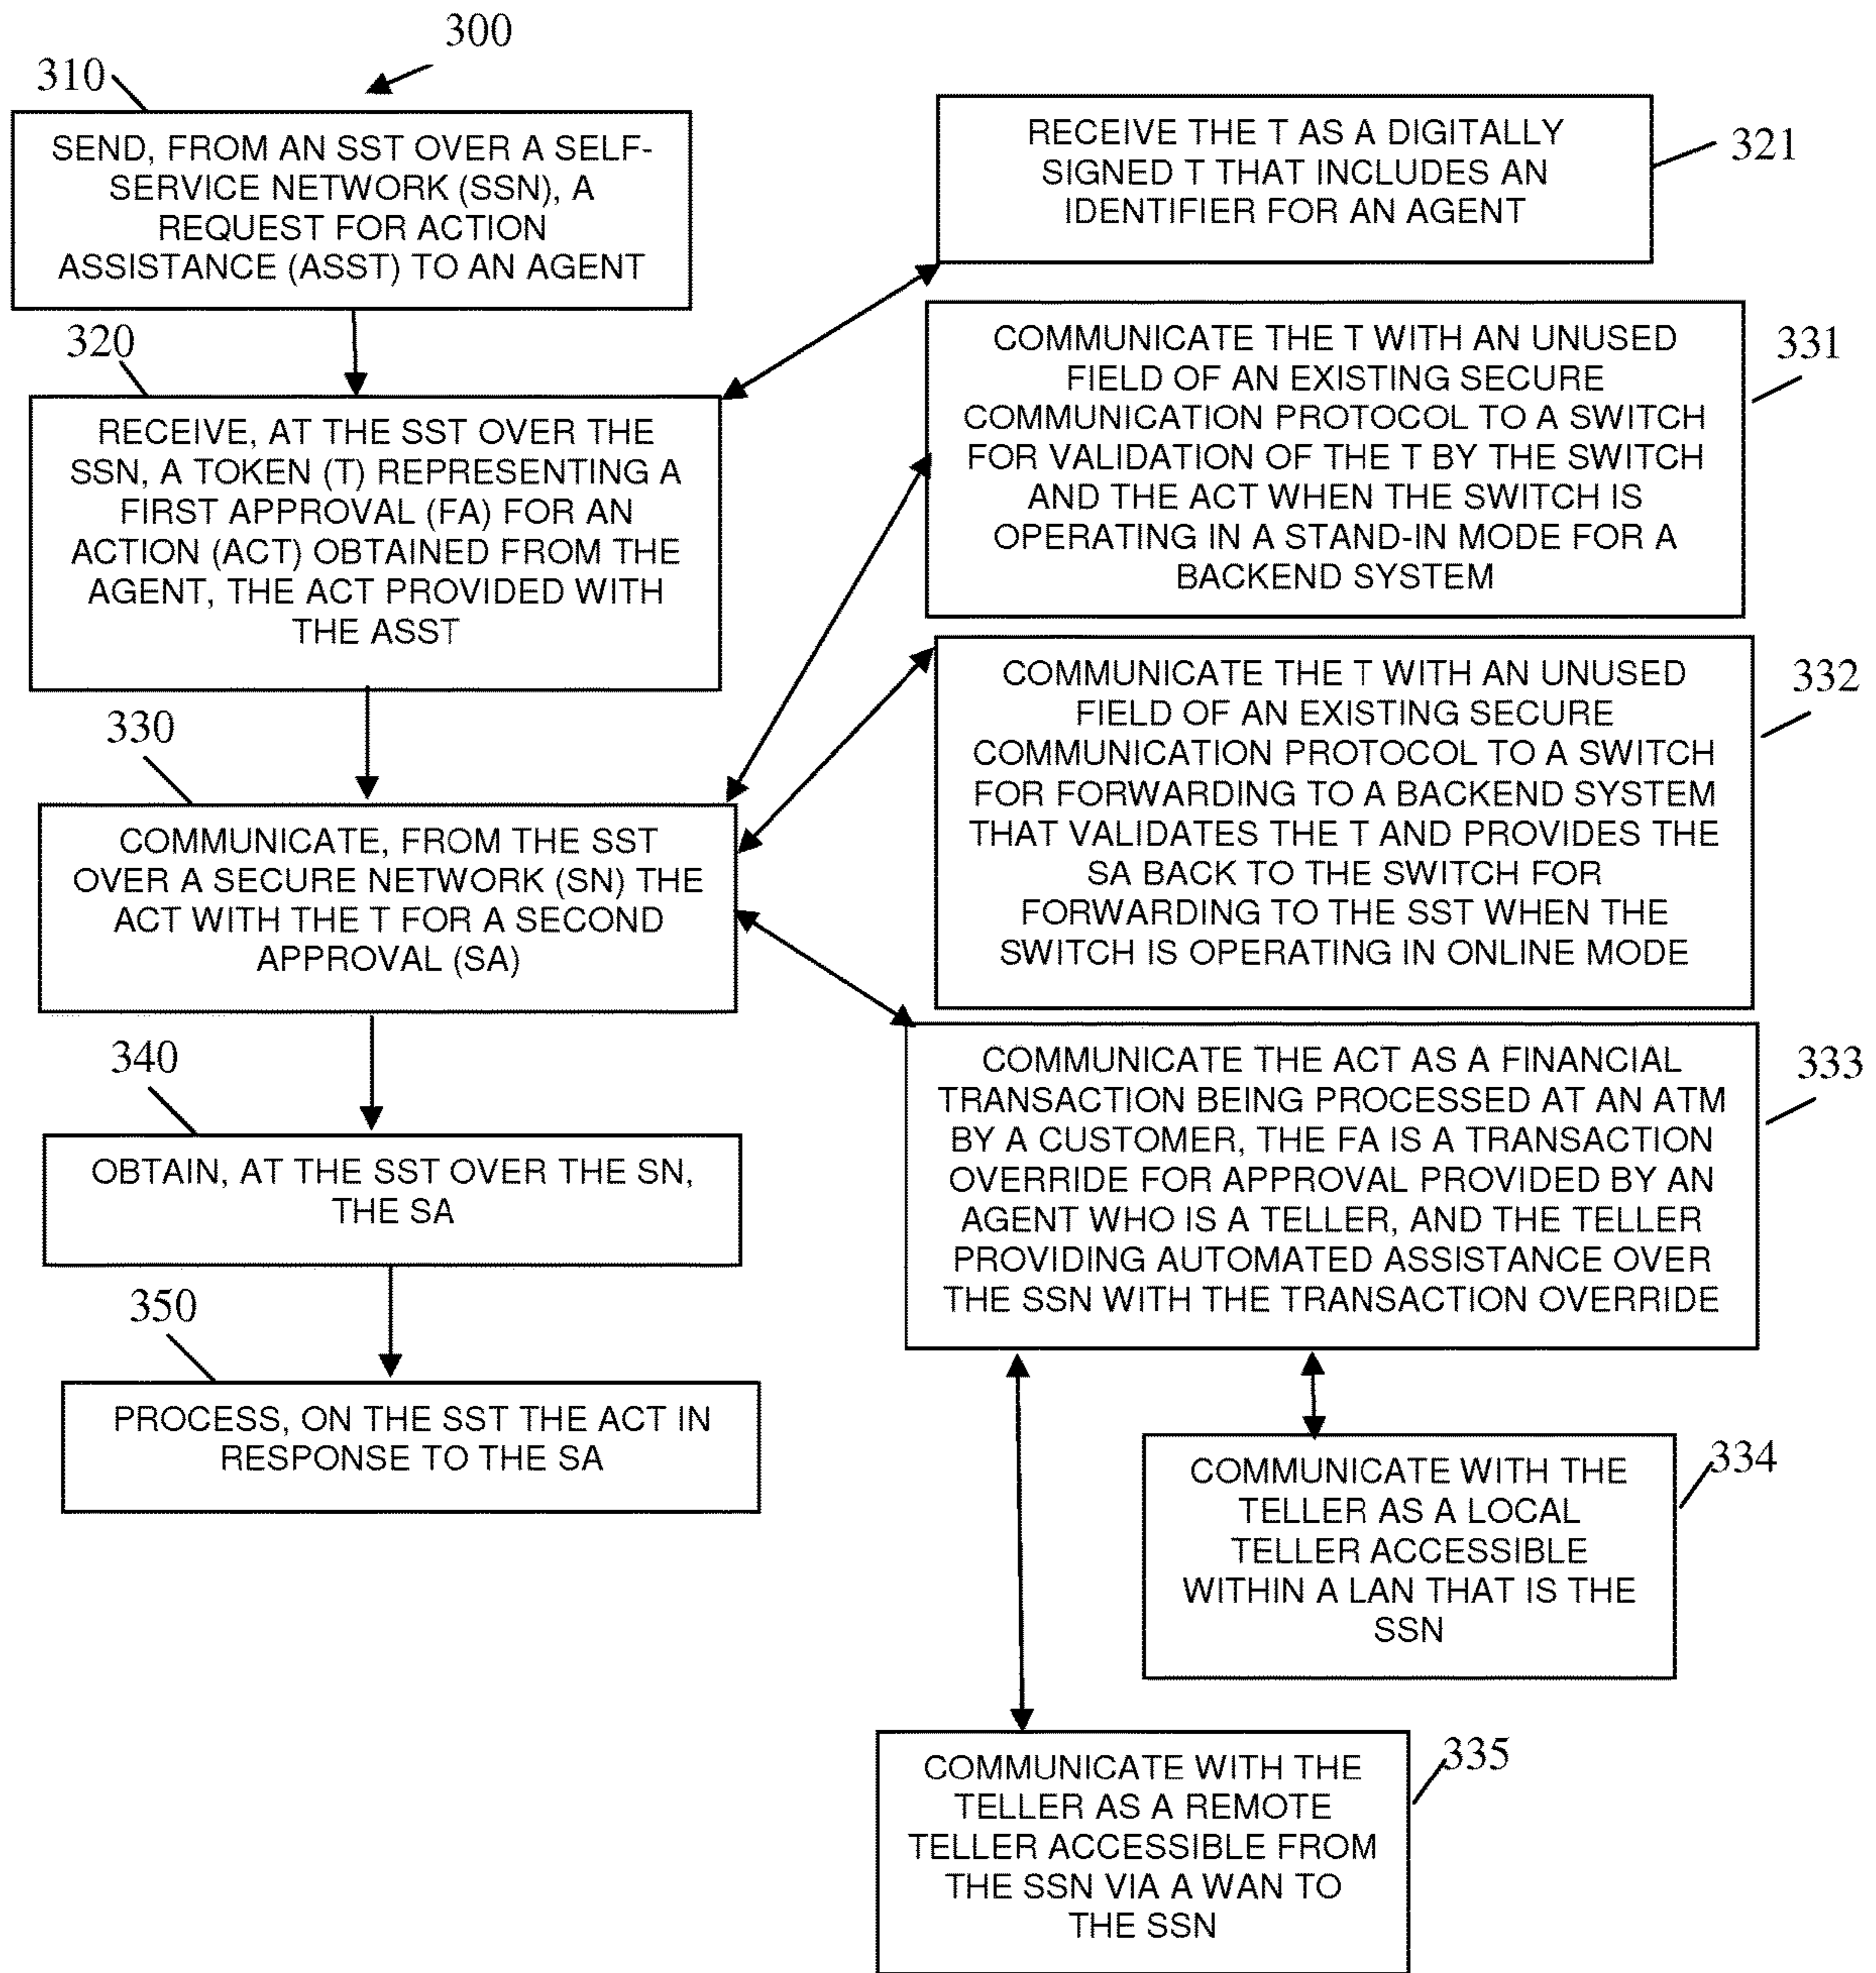 300
310
SEND, FROM AN SST OVER A SELF-
SERVICE NETWORK (SSN), A
REQUEST FOR ACTION
ASSISTANCE (ASST) TO AN AGENT
320
RECEIVE, AT THE SST OVER THE
SSN, A TOKEN (T) REPRESENTING A
FIRST APPROVAL (FA) FOR AN
ACTION (ACT) OBTAINED FROM THE
AGENT, THE ACT PROVIDED WITH
THE ASST
330
COMMUNICATE, FROM THE SST
OVER A SECURE NETWORK (SN) THE
ACT WITH THE T FOR A SECOND
APPROVAL (SA)
340
OBTAIN, AT THE SST OVER THE SN,
THE SA
350
PROCESS, ON THE SST THE ACT IN
RESPONSE TO THE SA
RECEIVE THE T AS A DIGITALLY
SIGNED T THAT INCLUDES AN
IDENTIFIER FOR AN AGENT
321
COMMUNICATE THE T WITH AN UNUSED
FIELD OF AN EXISTING SECURE
COMMUNICATION PROTOCOL TO A SWITCH
FOR VALIDATION OF THE T BY THE SWITCH
AND THE ACT WHEN THE SWITCH IS
OPERATING IN A STAND-IN MODE FOR A
BACKEND SYSTEM
331
COMMUNICATE THE T WITH AN UNUSED
FIELD OF AN EXISTING SECURE
COMMUNICATION PROTOCOL TO A SWITCH
FOR FORWARDING TO A BACKEND SYSTEM
THAT VALIDATES THE T AND PROVIDES THE
SA BACK TO THE SWITCH FOR
FORWARDING TO THE SST WHEN THE
SWITCH IS OPERATING IN ONLINE MODE
332
COMMUNICATE THE ACT AS A FINANCIAL
TRANSACTION BEING PROCESSED AT AN ATM
BY A CUSTOMER, THE FA IS A TRANSACTION
OVERRIDE FOR APPROVAL PROVIDED BY AN
AGENT WHO IS A TELLER, AND THE TELLER
PROVIDING AUTOMATED ASSISTANCE OVER
THE SSN WITH THE TRANSACTION OVERRIDE
333
COMMUNICATE WITH THE
TELLER AS A LOCAL
TELLER ACCESSIBLE
WITHIN A LAN THAT IS THE
SSN
334
COMMUNICATE WITH THE
TELLER AS A REMOTE
TELLER ACCESSIBLE FROM
THE SSN VIA A WAN TO
THE SSN
335